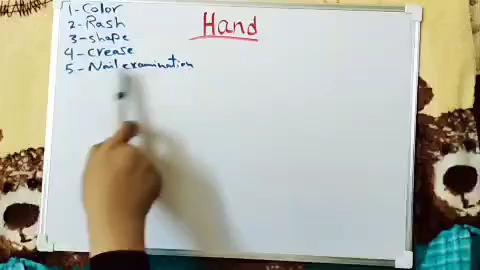 Hand
1- Color
2- Rash
3- shape
4- crease
5- Nail examination